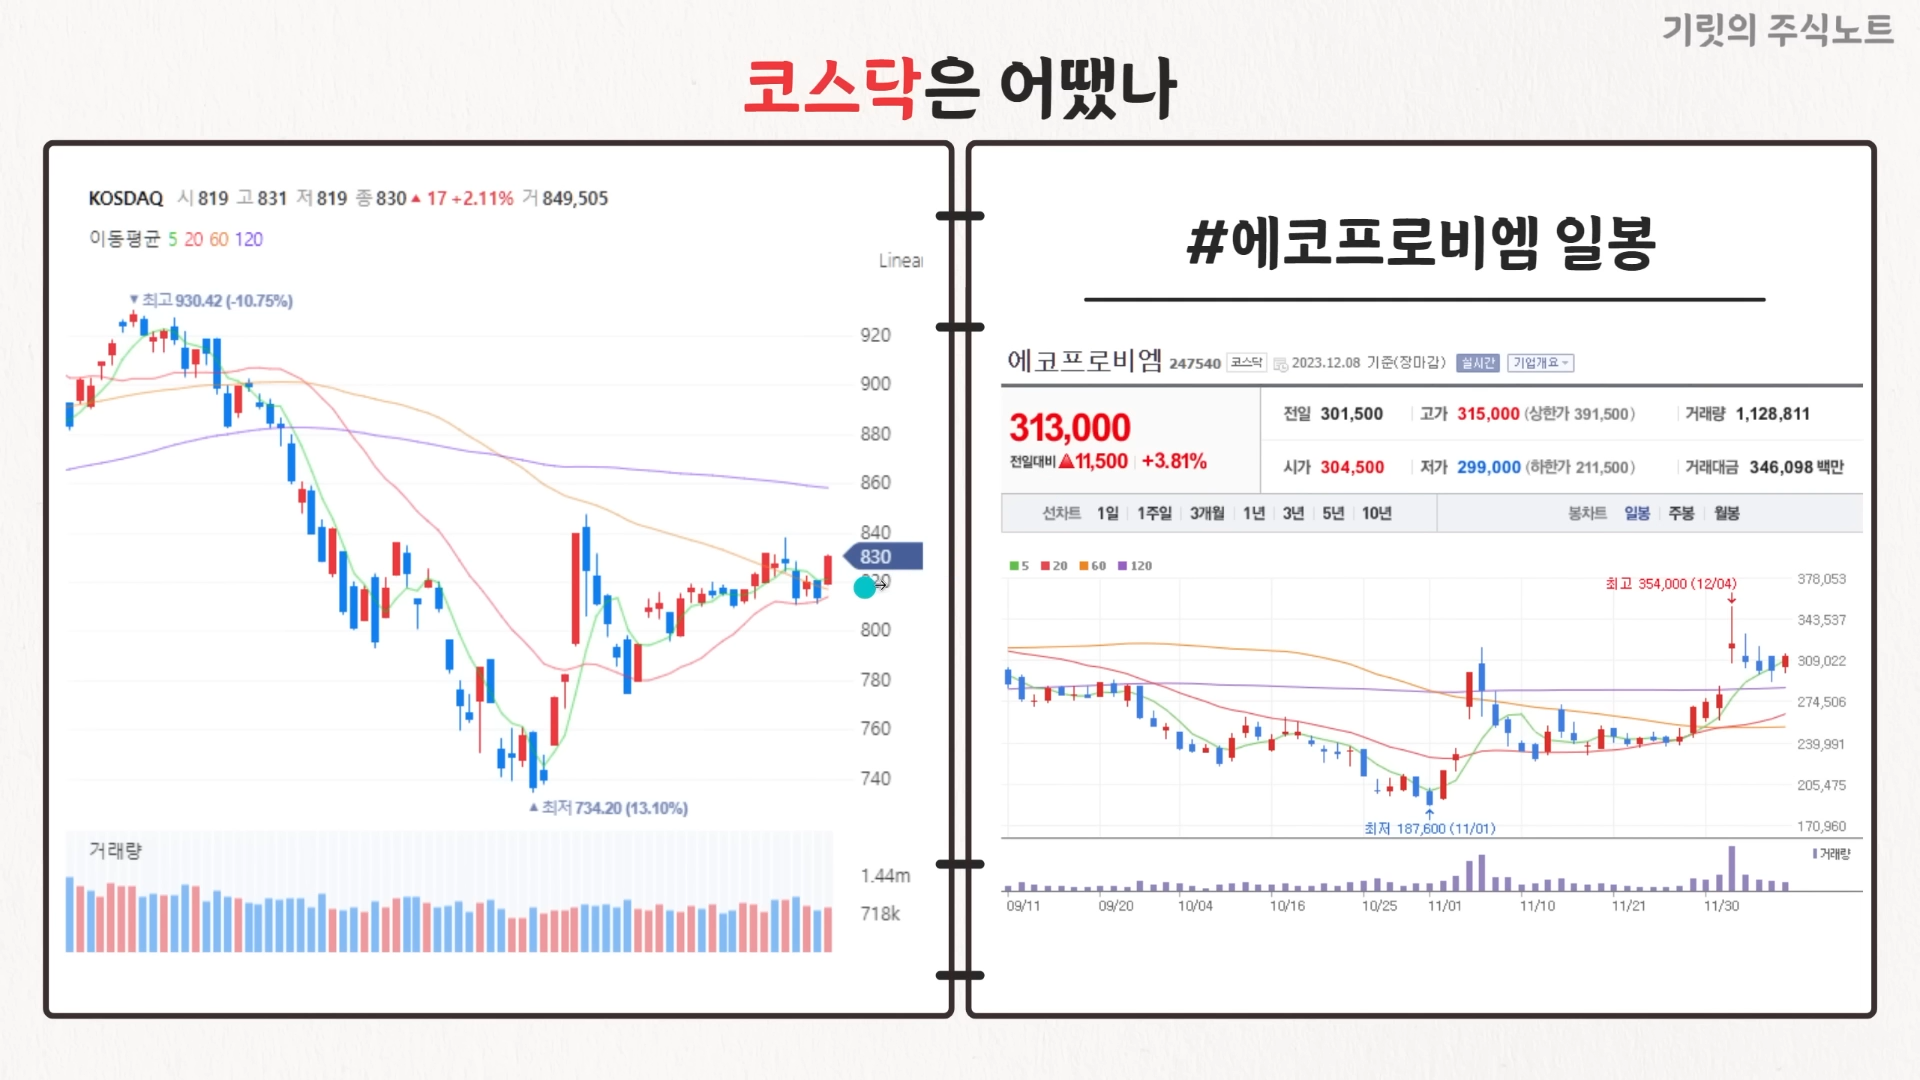 기릿의 주식노트
코스닥은 어땠나
KOSDAQ 시 819 고 831 저 819 종 830 ▲ 17 +2.11% 거 849,505
이동평균 5 20 60 120
Linear
▼ 최고 930.42 (-10.75%)
920
900
880
860
840
830
800
780
760
740
▲ 최저 734.20 (13.10%)
거래량
1.44m
718k
#에코프로비엠 일봉
에코프로비엠 247540 코스닥 2023.12.08 기준(장마감) 실시간 기업개요
313,000
전일대비 ▲11,500 +3.81%
전일 301,500 고가 315,000 (상한가 391,500) 거래량 1,128,811
시가 304,500 저가 299,000 (하한가 211,500) 거래대금 346,098 백만
선차트 1일 1주일 3개월 1년 3년 5년 10년 봉차트 일봉 주봉 월봉
5 20 60 120
최고 354,000 (12/04)
378,053
343,537
309,022
274,506
239,991
205,475
170,960
최저 187,600 (11/01)
거래량
09/11 09/20 10/04 10/16 10/25 11/01 11/10 11/21 11/30